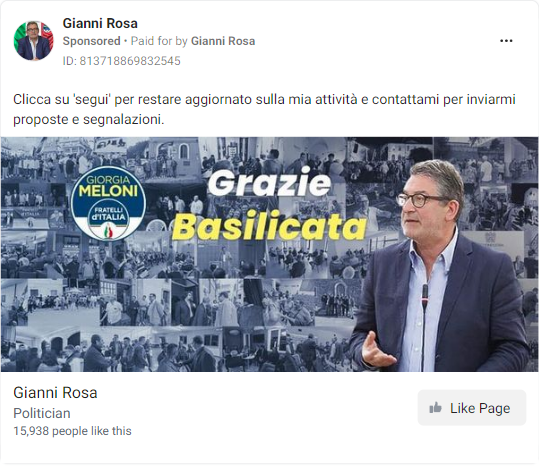 Gianni Rosa
Sponsored • Paid for by Gianni Rosa
ID: 813718869832545
Clicca su 'segui' per restare aggiornato sulla mia attività e contattami per inviarmi
proposte e segnalazioni.
GIORGIA
MELONI
FRATELLI
d'ITALIA
Grazie
Basilicata
Gianni Rosa
Politician
15,938 people like this
Like Page